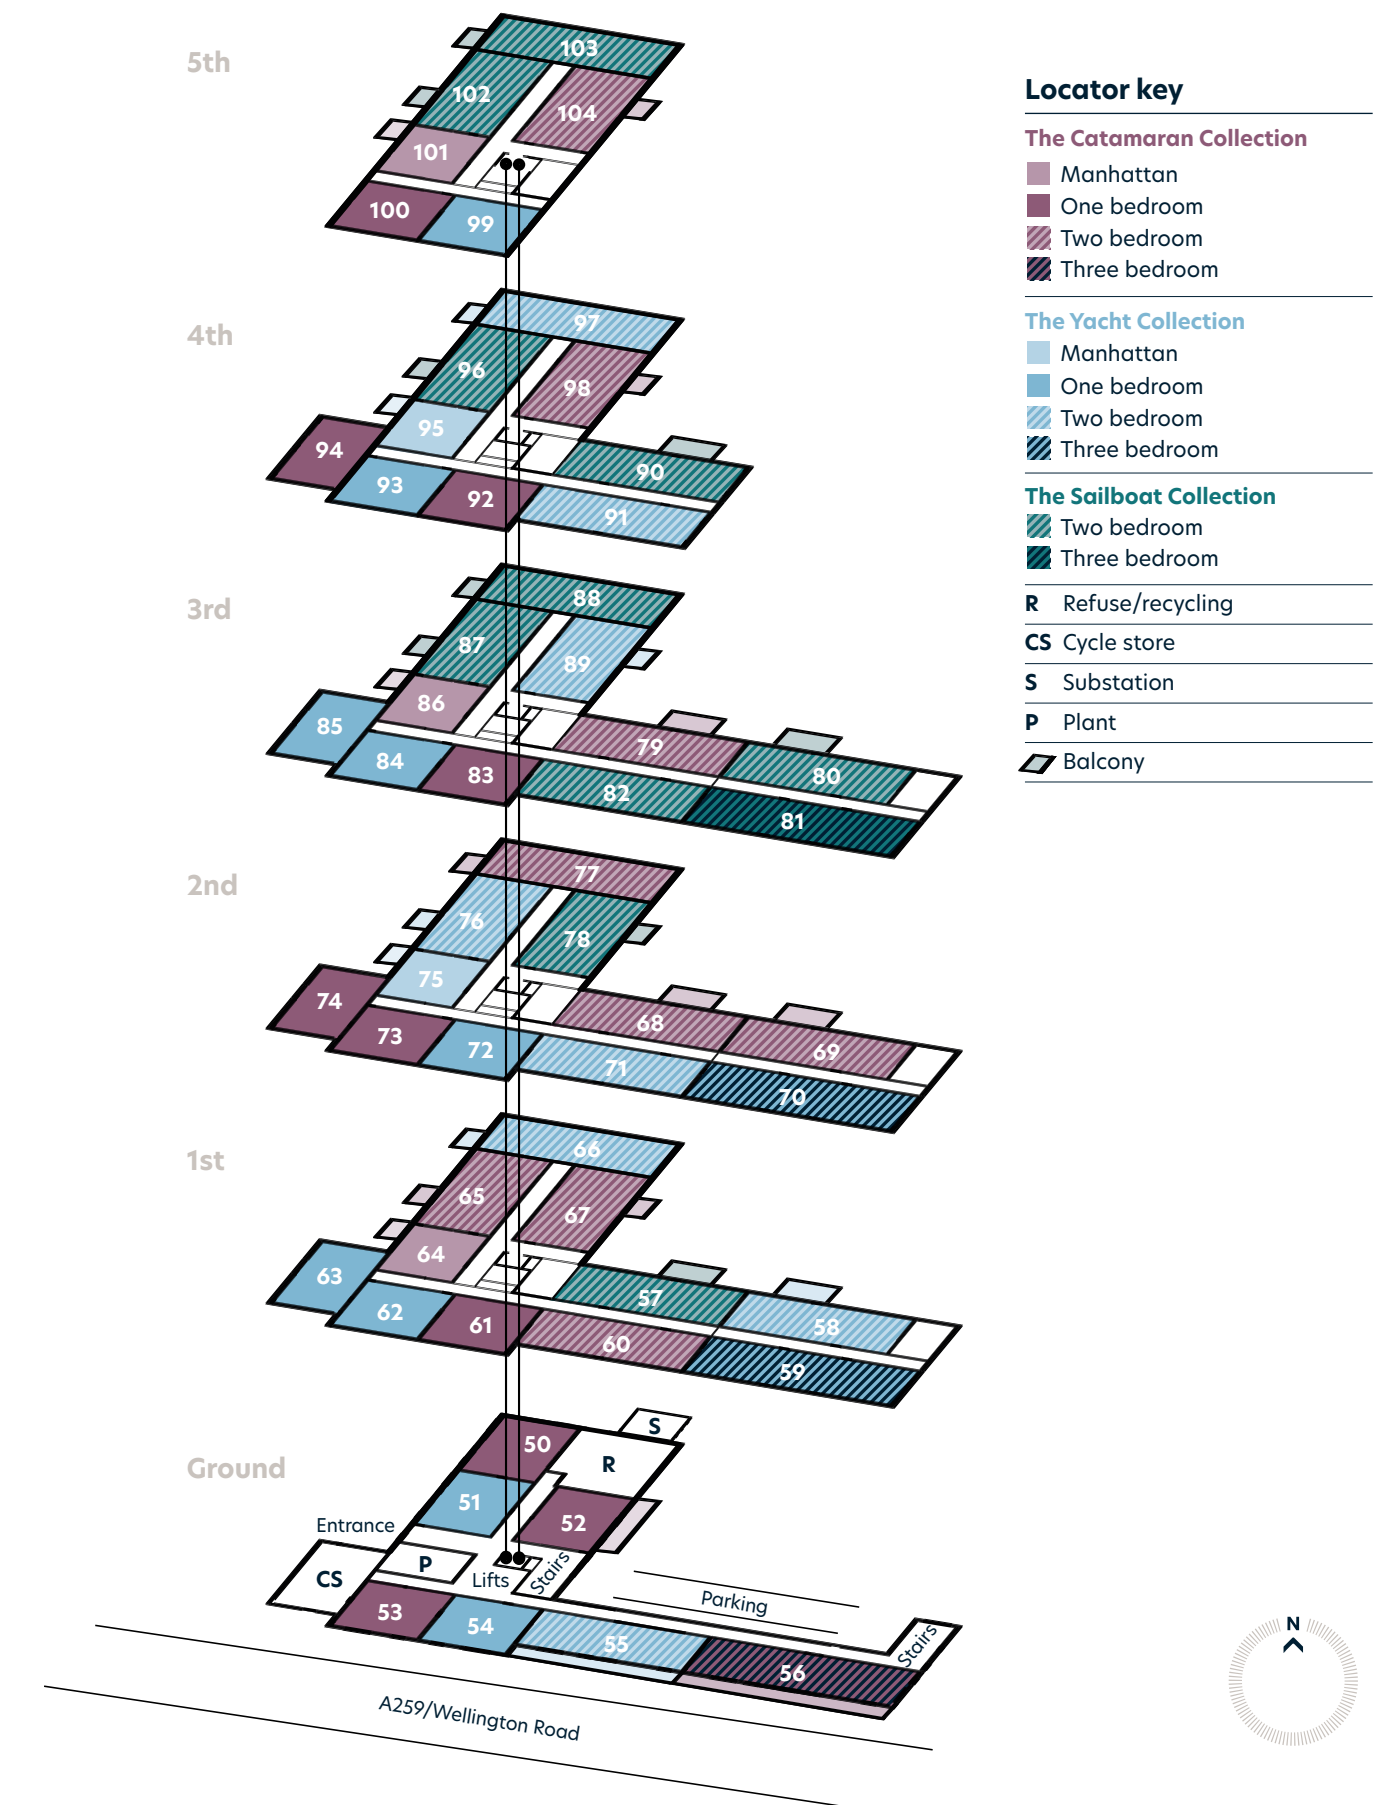 5th
103
102
104
101
100
99
4th
97
96
98
95
94
90
93
92
91
3rd
88
87
89
86
85
79
84
83
80
82
81
2nd
77
76
78
75
74
68
73
72
69
71
70
1st
66
65
67
64
63
57
62
61
58
60
59
Ground
S
50
R
51
52
Entrance
P
CS
Lifts
Stairs
Parking
53
54
55
56
Stairs
A259/Wellington Road
Locator key
The Catamaran Collection
Manhattan
One bedroom
Two bedroom
Three bedroom
The Yacht Collection
Manhattan
One bedroom
Two bedroom
Three bedroom
The Sailboat Collection
Two bedroom
Three bedroom
R Refuse/recycling
CS Cycle store
S Substation
P Plant
Balcony
N